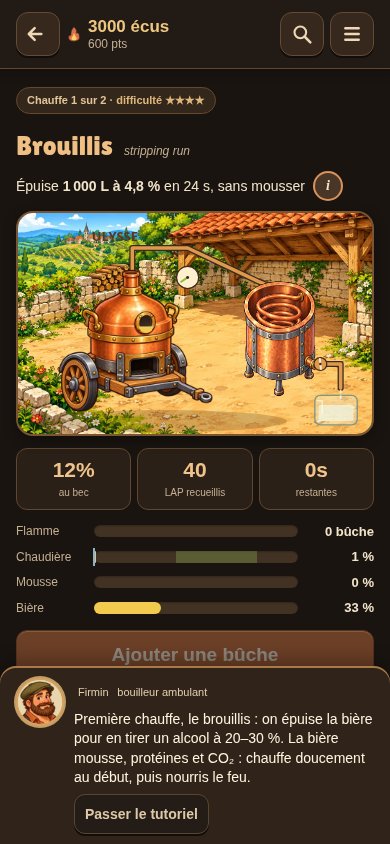 3000 écus
600 pts
Chauffe 1 sur 2 · difficulté ★★★★
Brouillis stripping run
Épuise 1 000 L à 4,8 % en 24 s, sans mousser i
12%
au bec
40
LAP recueillis
0s
restantes
Flamme 0 bûche
Chaudière 1 %
Mousse 0 %
Bière 33 %
Ajouter une bûche
Firmin bouilleur ambulant
Première chauffe, le brouillis : on épuise la bière
pour en tirer un alcool à 20–30 %. La bière
mousse, protéines et CO₂ : chauffe doucement
au début, puis nourris le feu.
Passer le tutoriel